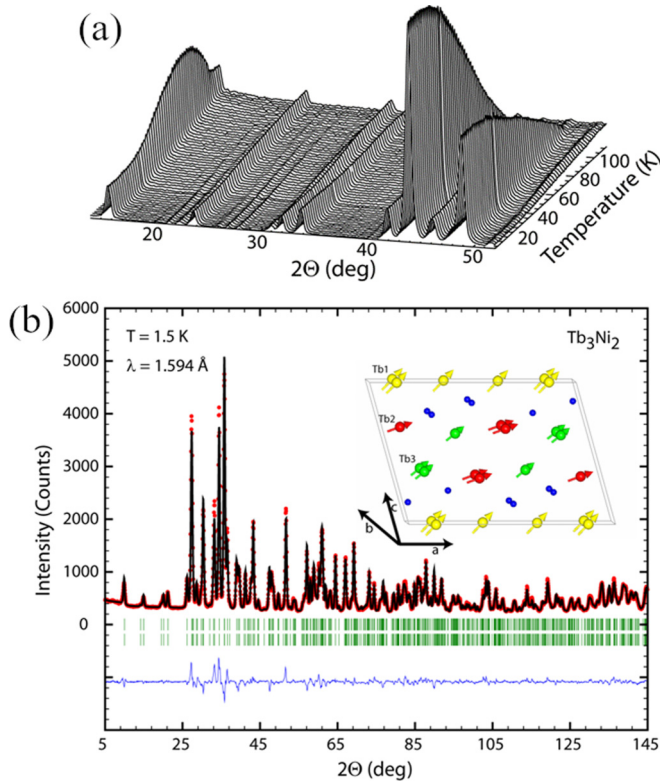 (a)
20
30
40
50
2Θ (deg)
20
40
60
80
100
Temperature (K)
(b)
6000
5000
4000
3000
2000
1000
0
Intensity (Counts)
T = 1.5 K
λ = 1.594 Å
Tb₃Ni₂
Tb1
Tb2
Tb3
c
b
a
5
25
45
65
85
105
125
145
2Θ (deg)